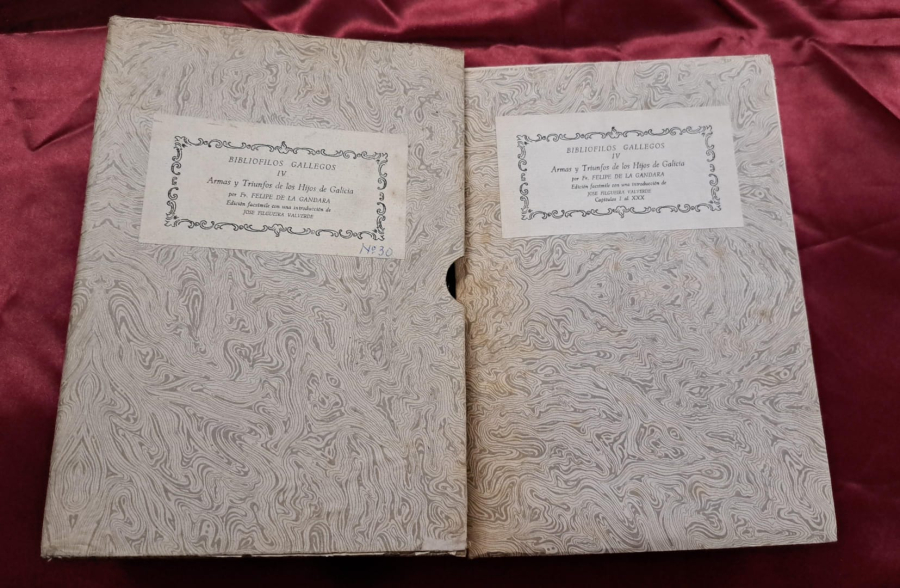 BIBLIOFILOS GALLEGOS
IV
Armas y Triunfos de los Hijos de Galicia
por Fr. FELIPE DE LA GANDARA
Edición facsimile con una introducción de
JOSE FILGUEIRA VALVERDE
Nº 30
BIBLIOFILOS GALLEGOS
IV
Armas y Triunfos de los Hijos de Galicia
por Fr. FELIPE DE LA GANDARA
Edición facsimile con una introducción de
JOSE FILGUEIRA VALVERDE
Capítulos I al XXX